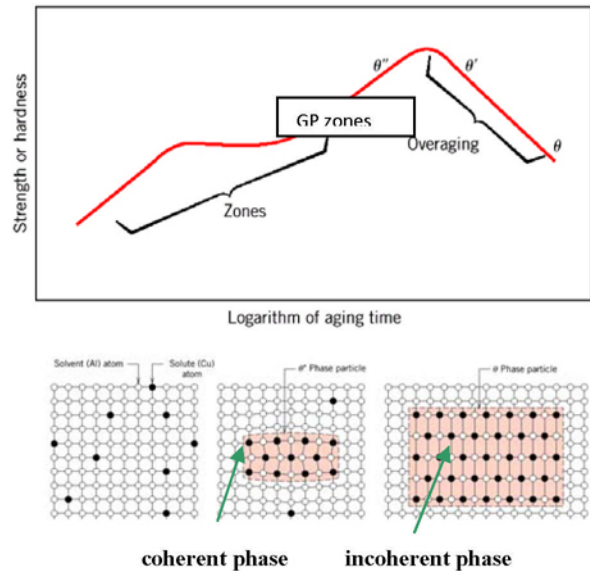 Strength or hardness
θ"
θ'
GP zones
Overaging
θ
Zones
Logarithm of aging time
Solvent (Al) atom
Solute (Cu)
atom
θ" Phase particle
θ Phase particle
coherent phase
incoherent phase